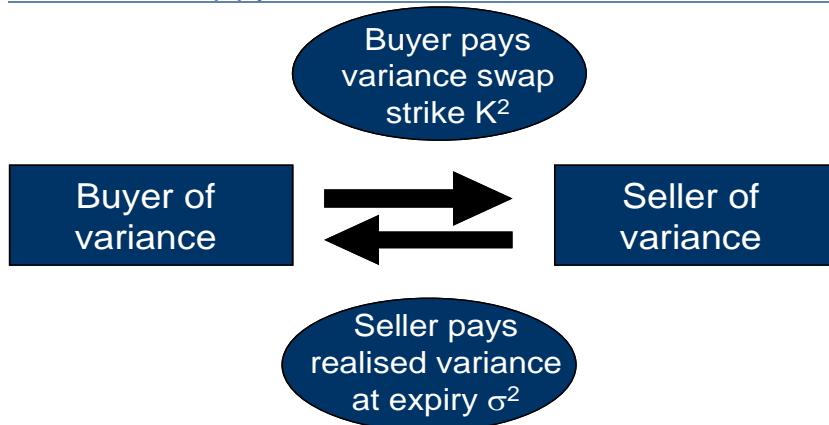 Buyer pays
variance swap
strike K²
Buyer of
variance
Seller of
variance
Seller pays
realised variance
at expiry σ²